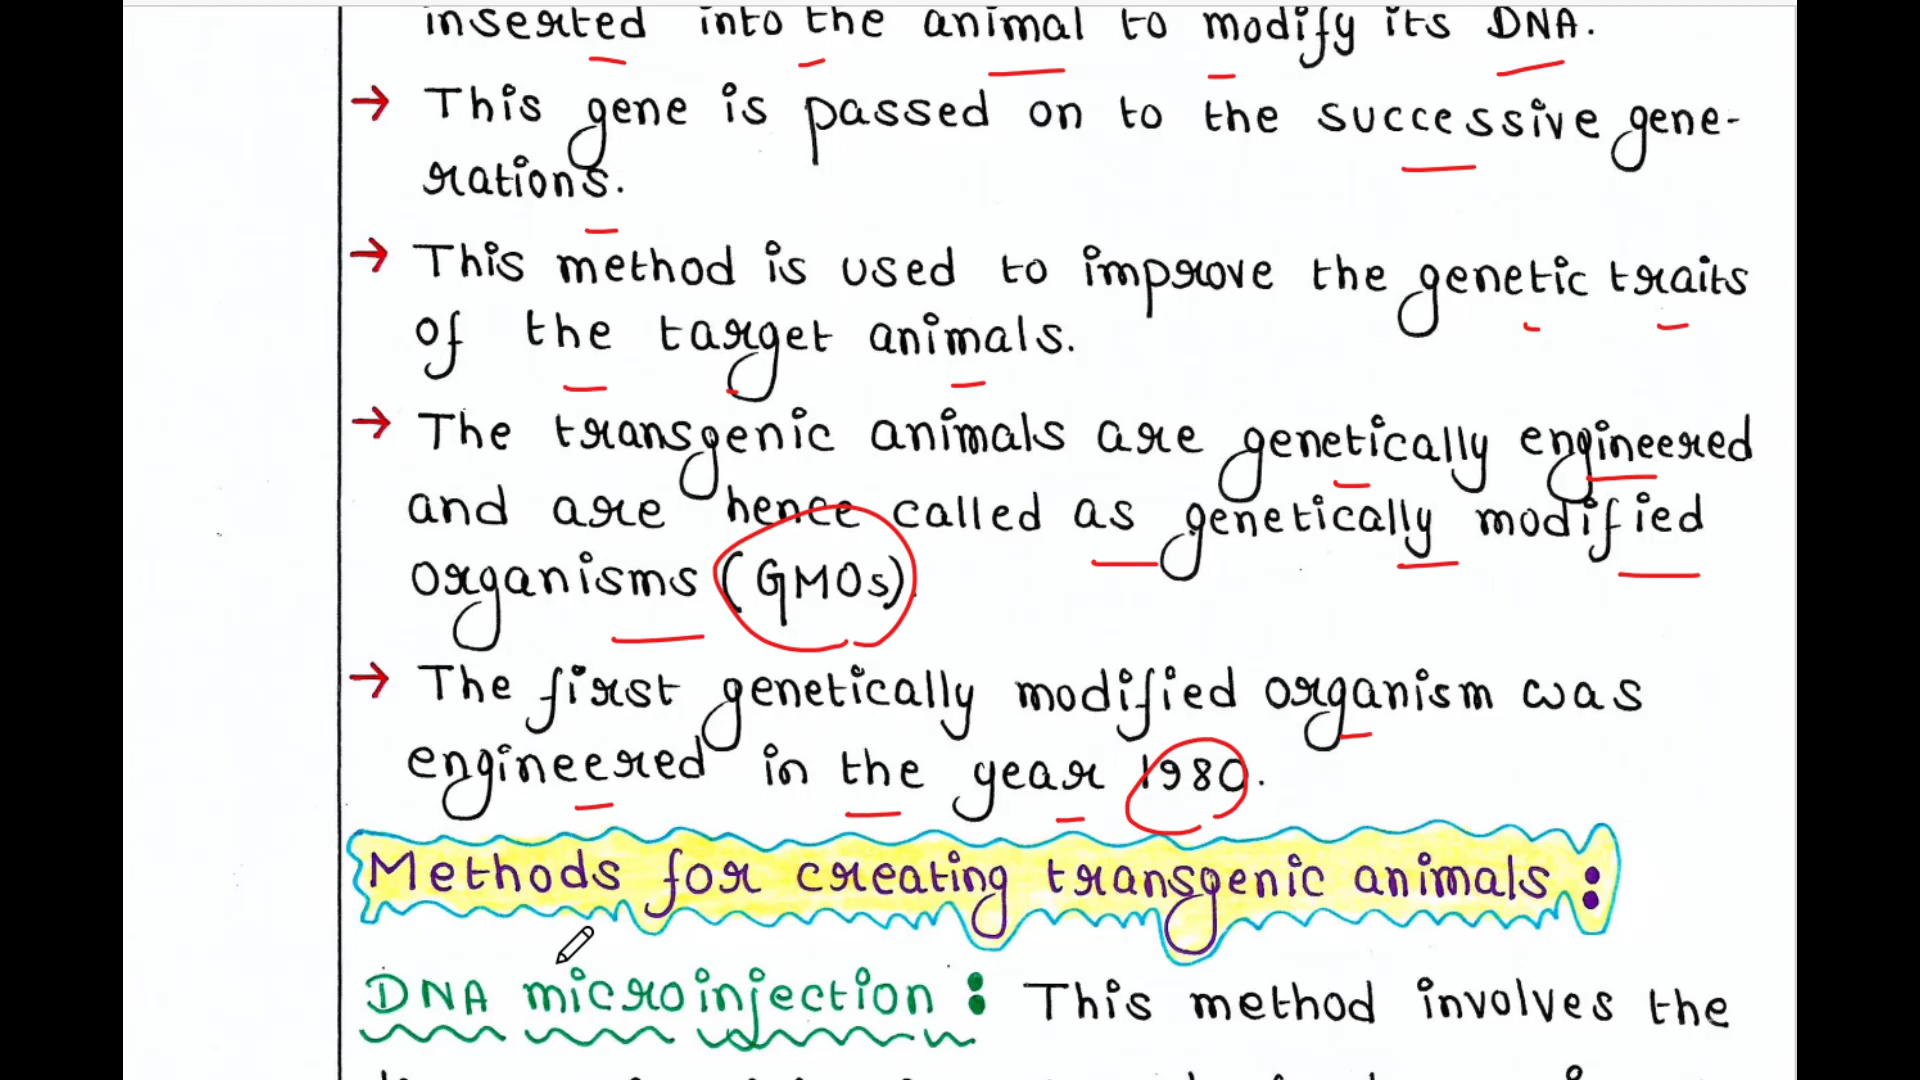 inserted into the animal to modify its DNA.
→ This gene is passed on to the successive gene-
rations.
→ This method is used to improve the genetic traits
of the target animals.
→ The transgenic animals are genetically engineered
and are hence called as genetically modified
organisms (GMOs).
→ The first genetically modified organism was
engineered in the year 1980.
Methods for creating transgenic animals :
DNA microinjection : This method involves the